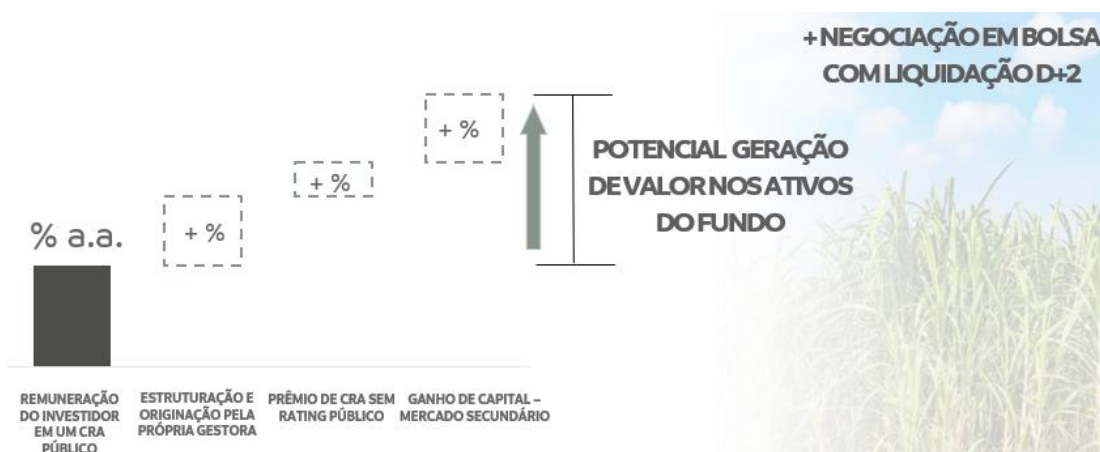 + NEGOCIAÇÃO EM BOLSA
COM LIQUIDAÇÃO D+2
+ %
POTENCIAL GERAÇÃO
DE VALOR NOS ATIVOS
DO FUNDO
+ %
% a.a.
+ %
REMUNERAÇÃO
DO INVESTIDOR
EM UM CRA
PÚBLICO
ESTRUTURAÇÃO E
ORIGINAÇÃO PELA
PRÓPRIA GESTORA
PRÊMIO DE CRA SEM
RATING PÚBLICO
GANHO DE CAPITAL –
MERCADO SECUNDÁRIO